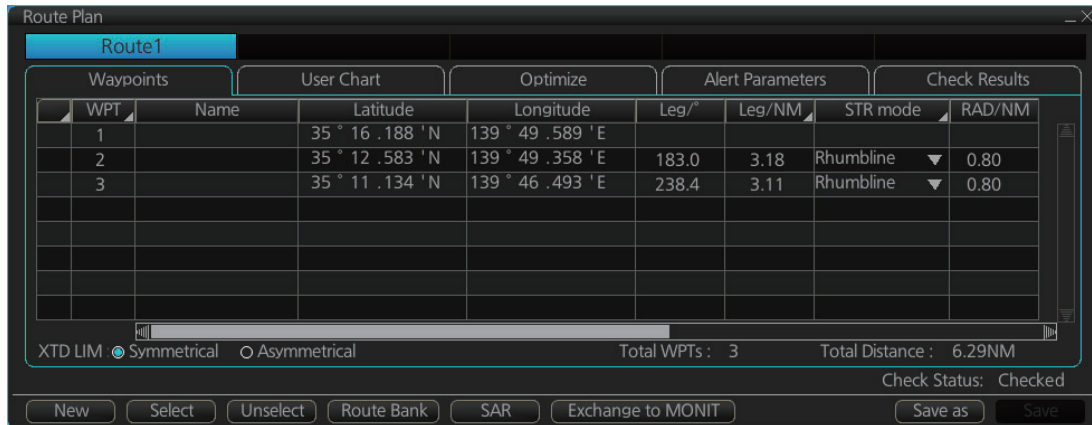 Route Plan
Route1
Waypoints User Chart Optimize Alert Parameters Check Results
WPT Name Latitude Longitude Leg/° Leg/NM STR mode RAD/NM
1 35 ° 16 .188 'N 139 ° 49 .589 'E
2 35 ° 12 .583 'N 139 ° 49 .358 'E 183.0 3.18 Rhumbline 0.80
3 35 ° 11 .134 'N 139 ° 46 .493 'E 238.4 3.11 Rhumbline 0.80
XTD LIM : Symmetrical Asymmetrical Total WPTs : 3 Total Distance : 6.29NM
Check Status: Checked
New Select Unselect Route Bank SAR Exchange to MONIT Save as Save